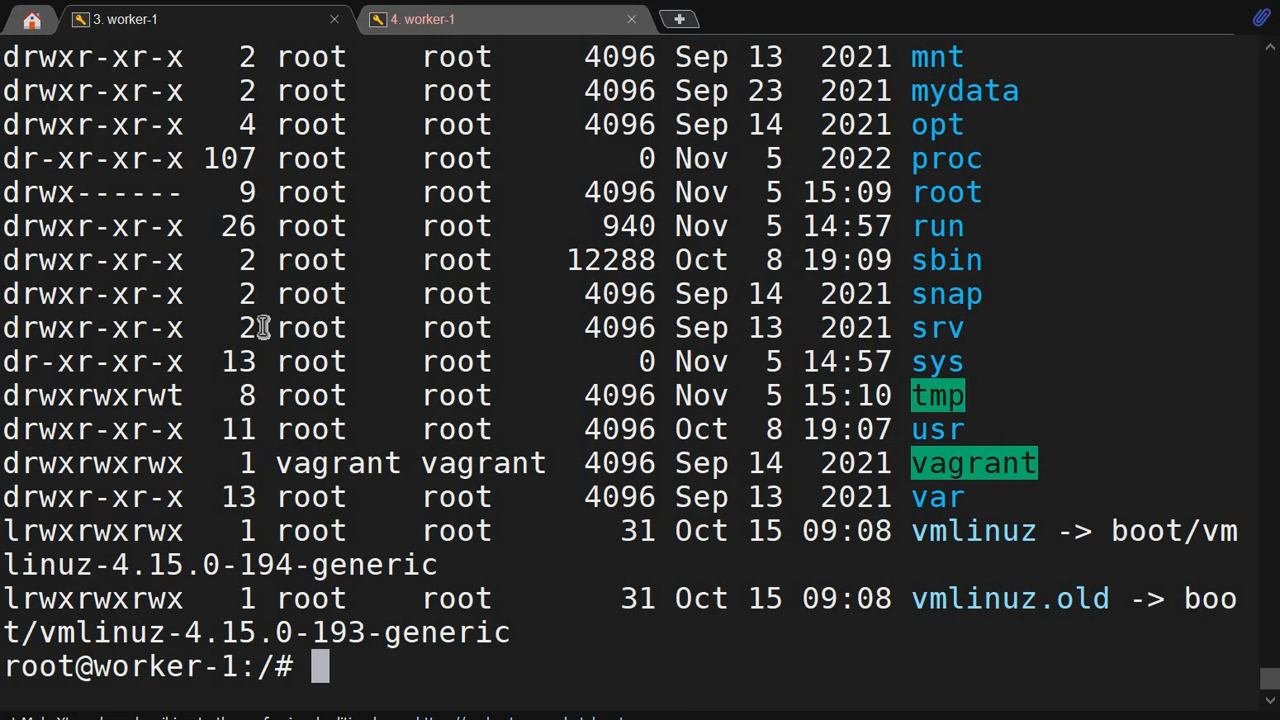 3. worker-1
4. worker-1
drwxr-xr-x   2 root    root     4096 Sep 13  2021 mnt
drwxr-xr-x   2 root    root     4096 Sep 23  2021 mydata
drwxr-xr-x   4 root    root     4096 Sep 14  2021 opt
dr-xr-xr-x 107 root    root        0 Nov  5  2022 proc
drwx------   9 root    root     4096 Nov  5 15:09 root
drwxr-xr-x  26 root    root      940 Nov  5 14:57 run
drwxr-xr-x   2 root    root    12288 Oct  8 19:09 sbin
drwxr-xr-x   2 root    root     4096 Sep 14  2021 snap
drwxr-xr-x   2 root    root     4096 Sep 13  2021 srv
dr-xr-xr-x  13 root    root        0 Nov  5 14:57 sys
drwxrwxrwt   8 root    root     4096 Nov  5 15:10 tmp
drwxr-xr-x  11 root    root     4096 Oct  8 19:07 usr
drwxrwxrwx   1 vagrant vagrant  4096 Sep 14  2021 vagrant
drwxr-xr-x  13 root    root     4096 Sep 13  2021 var
lrwxrwxrwx   1 root    root       31 Oct 15 09:08 vmlinuz -> boot/vm
linuz-4.15.0-194-generic
lrwxrwxrwx   1 root    root       31 Oct 15 09:08 vmlinuz.old -> boo
t/vmlinuz-4.15.0-193-generic
root@worker-1:/#